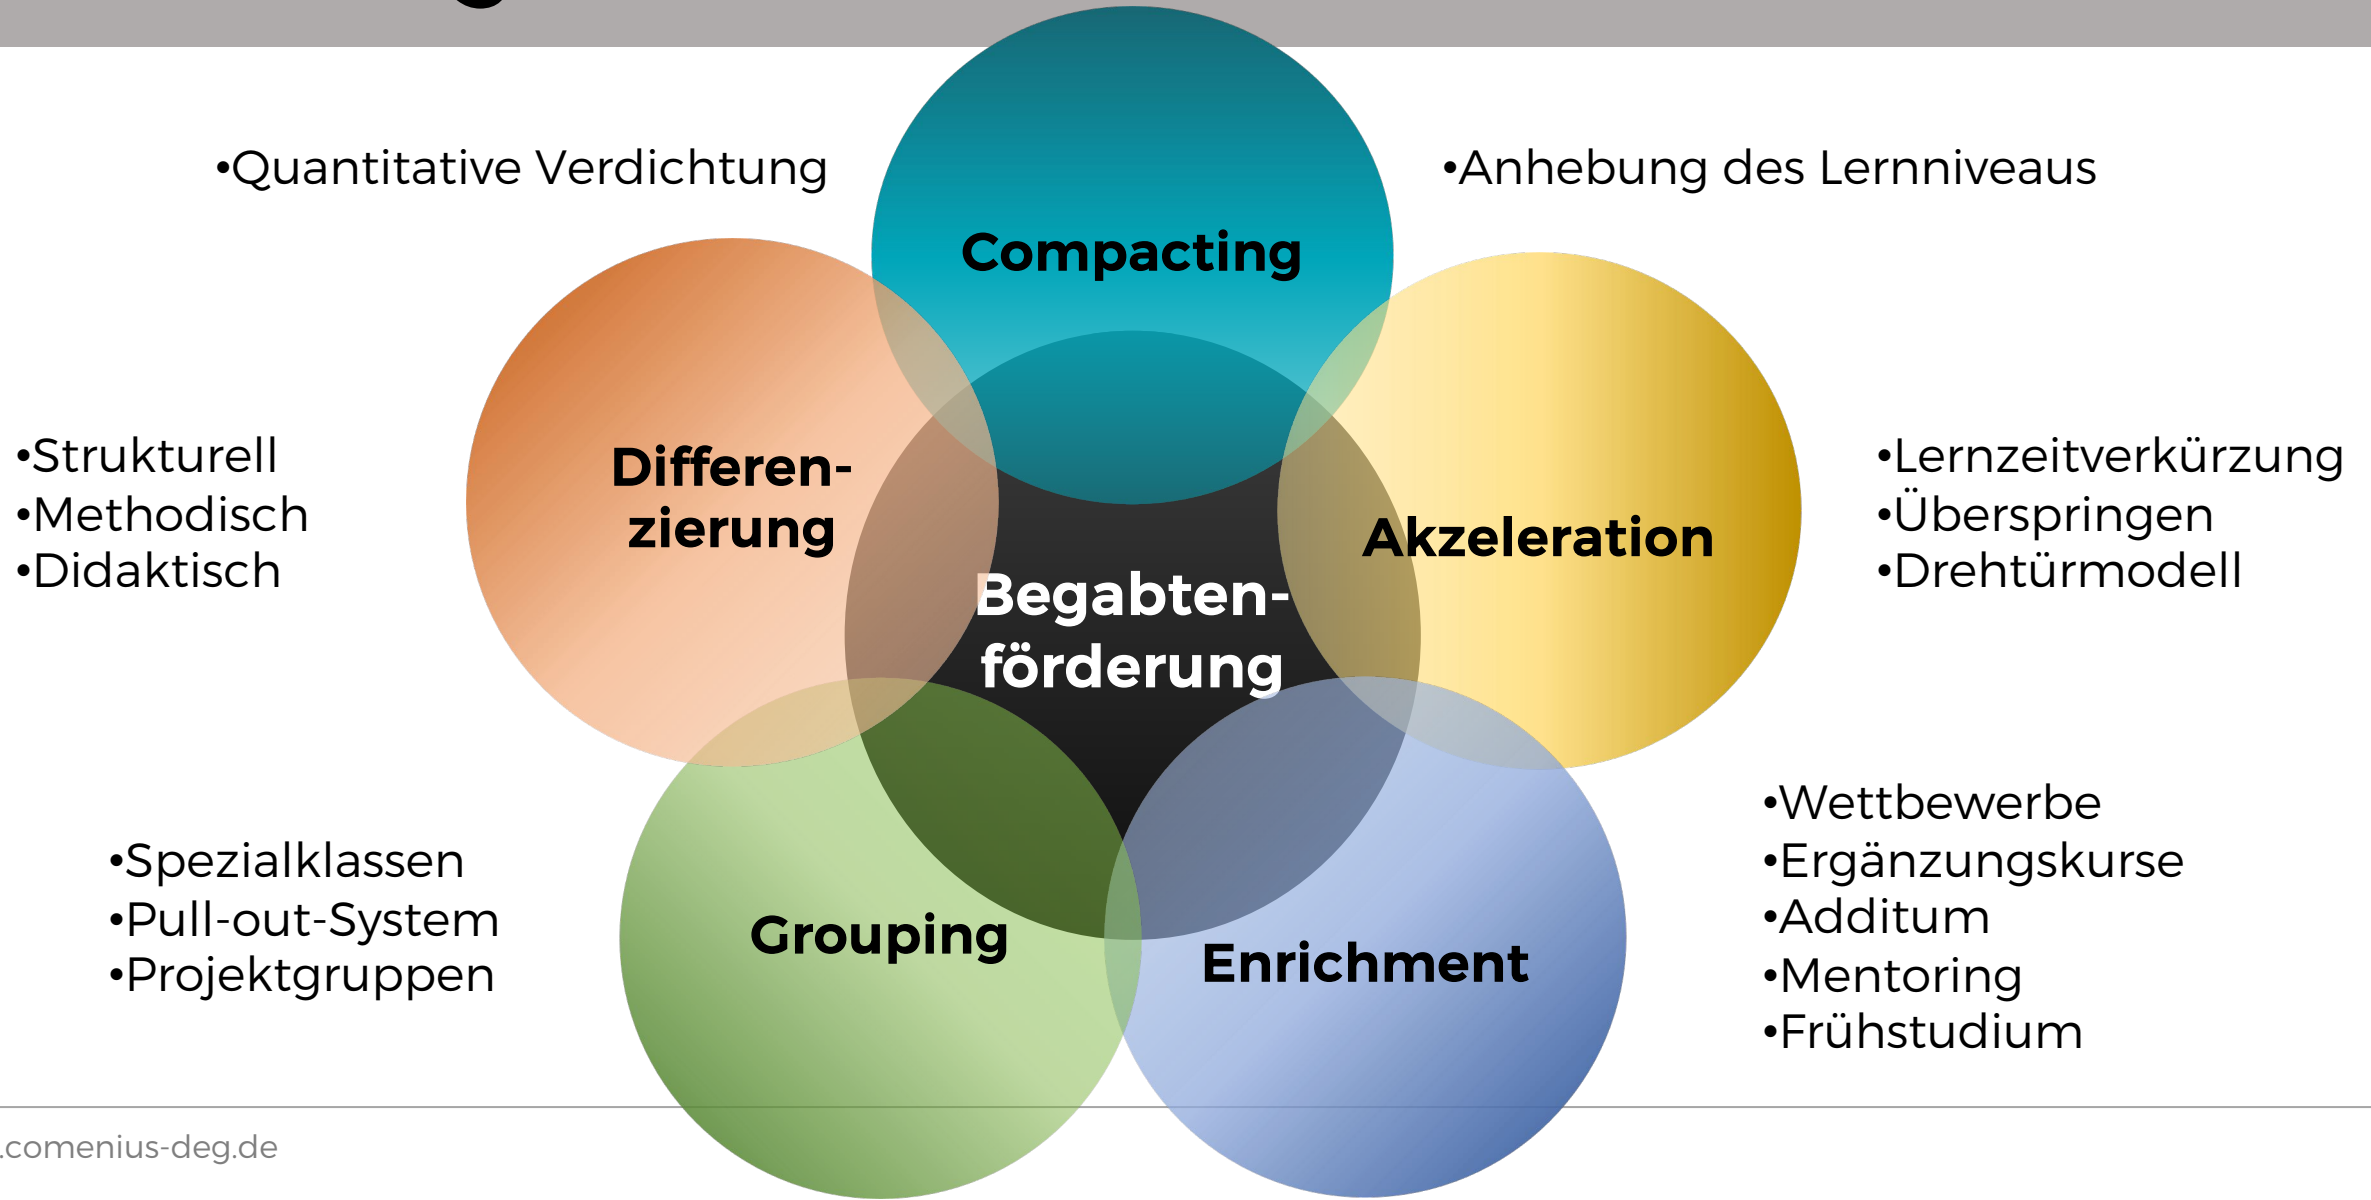 •Quantitative Verdichtung
•Anhebung des Lernniveaus
Compacting
•Strukturell
•Methodisch
•Didaktisch
Differen-
zierung
Akzeleration
•Lernzeitverkürzung
•Überspringen
•Drehtürmodell
Begabten-
förderung
•Spezialklassen
•Pull-out-System
•Projektgruppen
Grouping
Enrichment
•Wettbewerbe
•Ergänzungskurse
•Additum
•Mentoring
•Frühstudium
.comenius-deg.de